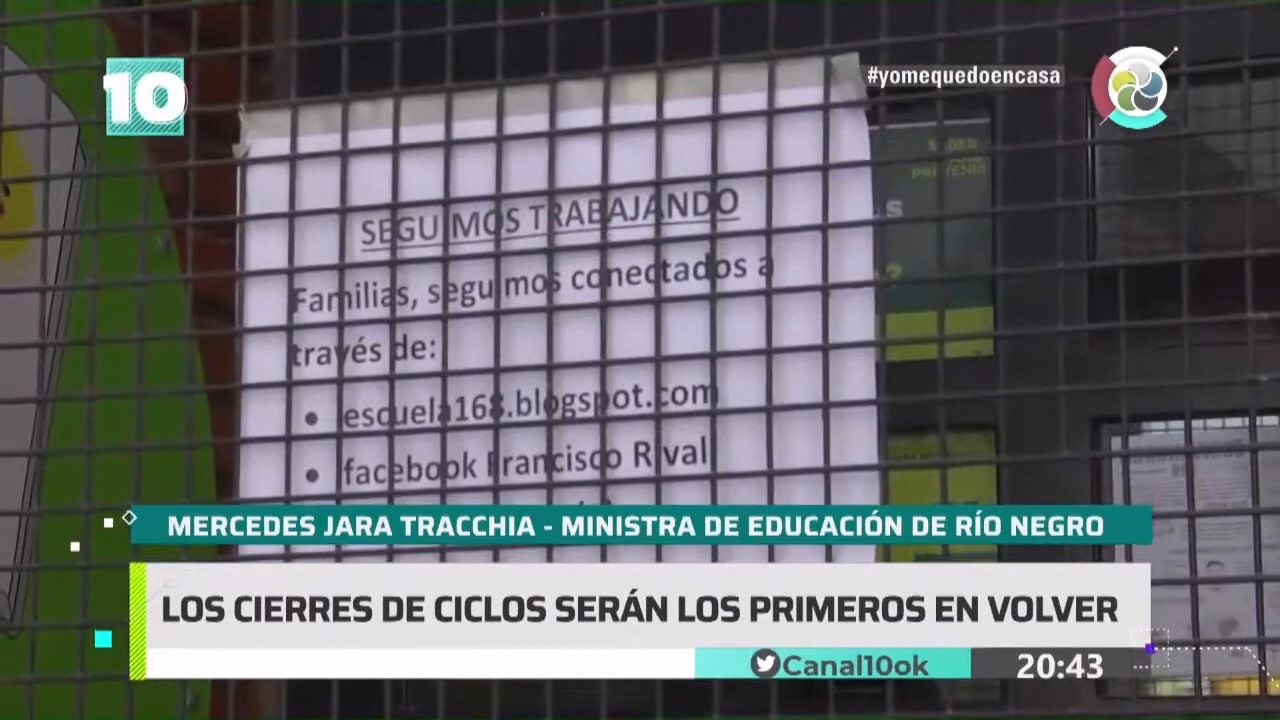 10
#yomequedoencasa
SEGUIMOS TRABAJANDO
Familias, seguimos conectados a
través de:
• escuela168.blogspot.com
• facebook Francisco Rival
MERCEDES JARA TRACCHIA - MINISTRA DE EDUCACIÓN DE RÍO NEGRO
LOS CIERRES DE CICLOS SERÁN LOS PRIMEROS EN VOLVER
Canal10ok
20:43